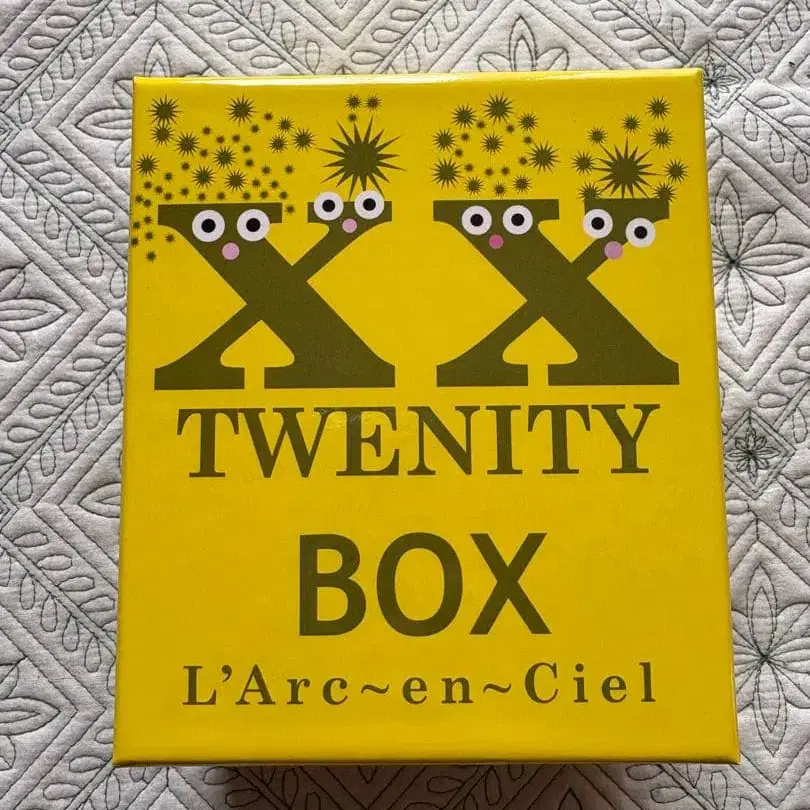 XX
TWENITY
BOX
L'Arc~en~Ciel